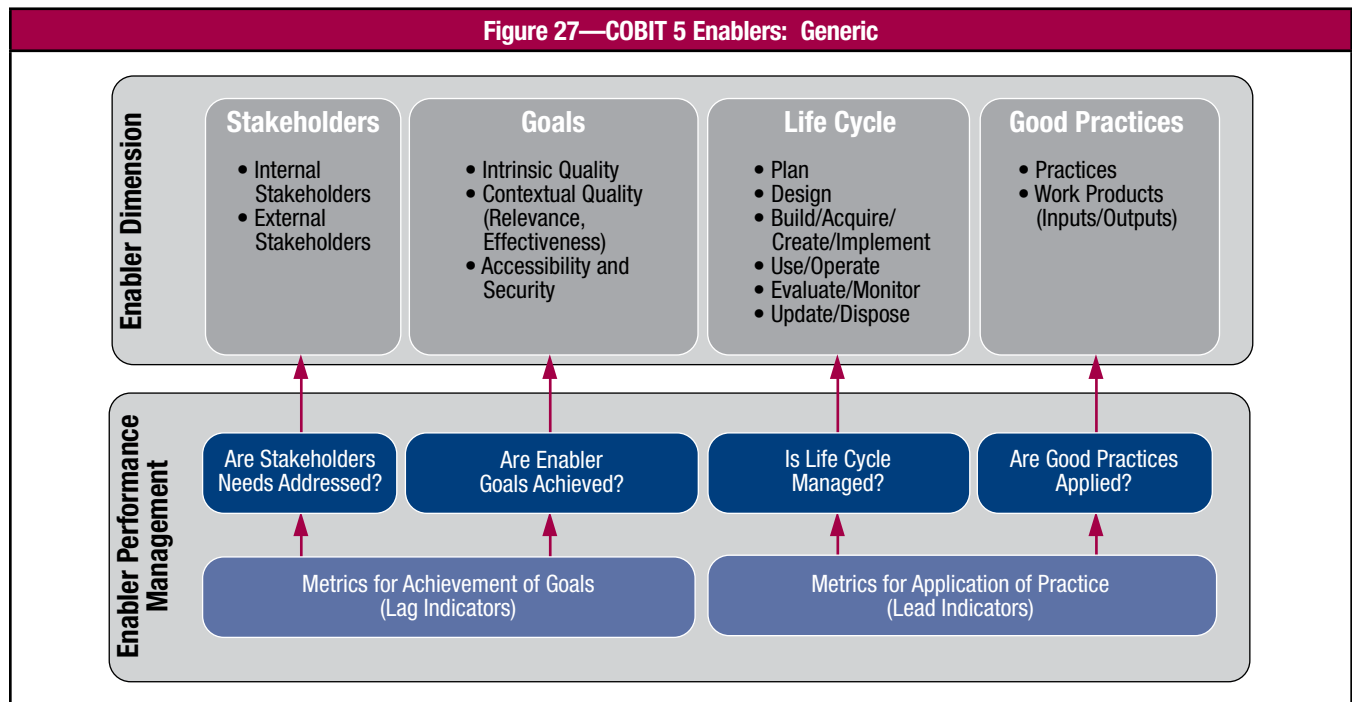 Figure 27—COBIT 5 Enablers: Generic
Enabler Dimension
Stakeholders
• Internal
Stakeholders
• External
Stakeholders
Goals
• Intrinsic Quality
• Contextual Quality
(Relevance,
Effectiveness)
• Accessibility and
Security
Life Cycle
• Plan
• Design
• Build/Acquire/
Create/Implement
• Use/Operate
• Evaluate/Monitor
• Update/Dispose
Good Practices
• Practices
• Work Products
(Inputs/Outputs)
Enabler Performance
Management
Are Stakeholders
Needs Addressed?
Are Enabler
Goals Achieved?
Is Life Cycle
Managed?
Are Good Practices
Applied?
Metrics for Achievement of Goals
(Lag Indicators)
Metrics for Application of Practice
(Lead Indicators)